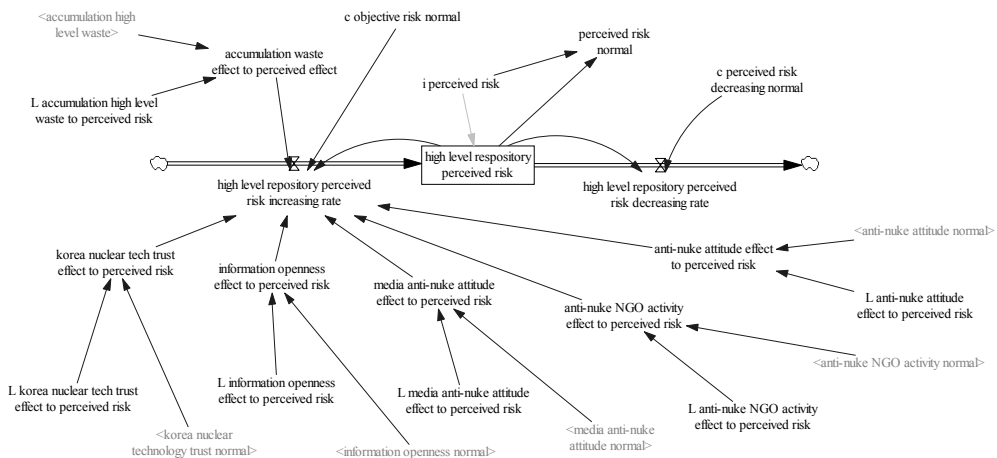 <accumulation high
level waste>
c objective risk normal
accumulation waste
effect to perceived effect
perceived risk
normal
i perceived risk
c perceived risk
decreasing normal
L accumulation high level
waste to perceived risk
high level respository
perceived risk
high level repository perceived
risk increasing rate
high level repository perceived
risk decreasing rate
korea nuclear tech trust
effect to perceived risk
information openness
effect to perceived risk
media anti-nuke attitude
effect to perceived risk
anti-nuke NGO activity
effect to perceived risk
anti-nuke attitude effect
to perceived risk
<anti-nuke attitude normal>
L anti-nuke attitude
effect to perceived risk
<anti-nuke NGO activity normal>
L korea nuclear tech trust
effect to perceived risk
L information openness
effect to perceived risk
L media anti-nuke attitude
effect to perceived risk
L anti-nuke NGO activity
effect to perceived risk
<korea nuclear
technology trust normal>
<information openness normal>
<media anti-nuke
attitude normal>